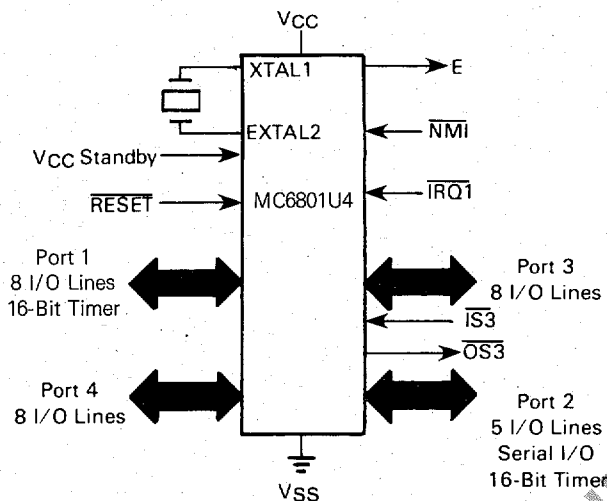 VCC
XTAL1
E
EXTAL2
NMI
VCC Standby
RESET
MC6801U4
IRQ1
Port 1
8 I/O Lines
16-Bit Timer
Port 3
8 I/O Lines
IS3
OS3
Port 4
8 I/O Lines
Port 2
5 I/O Lines
Serial I/O
16-Bit Timer
VSS